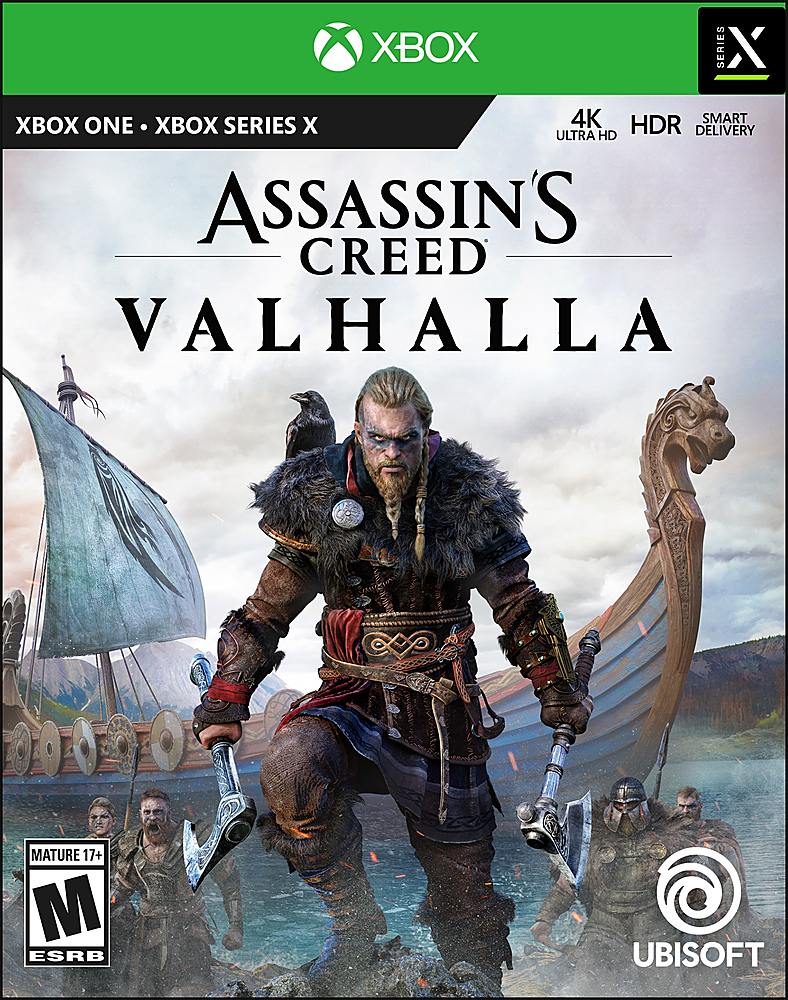 XBOX
SERIES X
XBOX ONE • XBOX SERIES X
4K
ULTRA HD
HDR
SMART
DELIVERY
ASSASSIN'S
CREED®
VALHALLA
MATURE 17+
M
ESRB
UBISOFT